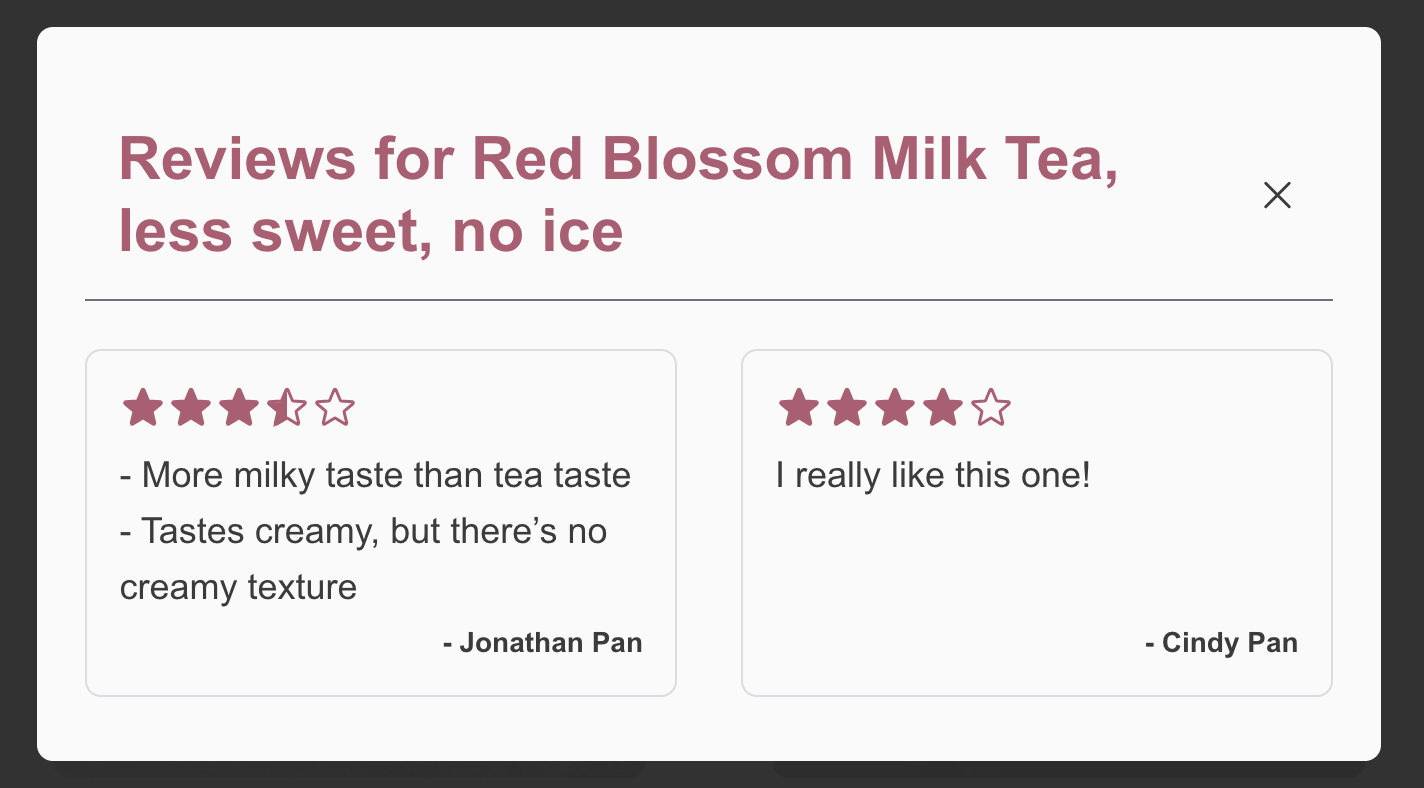 Reviews for Red Blossom Milk Tea,
less sweet, no ice
- More milky taste than tea taste
- Tastes creamy, but there’s no
creamy texture
- Jonathan Pan
I really like this one!
- Cindy Pan